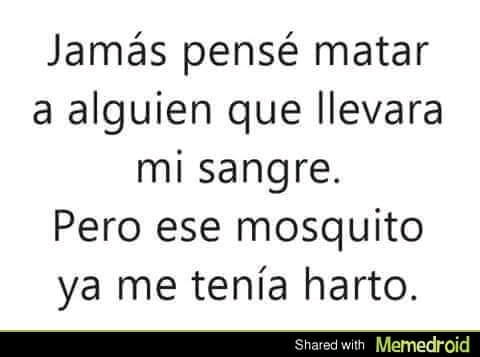 Jamás pensé matar
a alguien que llevara
mi sangre.
Pero ese mosquito
ya me tenía harto.
Shared with Memedroid